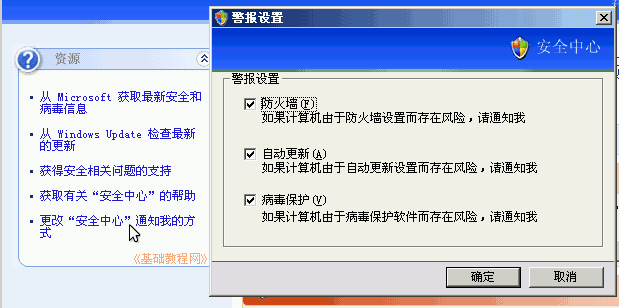 资源
从 Microsoft 获取最新安全和
病毒信息
从 Windows Update 检查最新
的更新
获得安全相关问题的支持
获取有关“安全中心”的帮助
更改“安全中心”通知我的方
式
《基础教程网》
警报设置
安全中心
警报设置
防火墙(F)
如果计算机由于防火墙设置而存在风险，请通知我
自动更新(A)
如果计算机由于自动更新设置而存在风险，请通知我
病毒保护(V)
如果计算机由于病毒保护软件而存在风险，请通知我
确定
取消